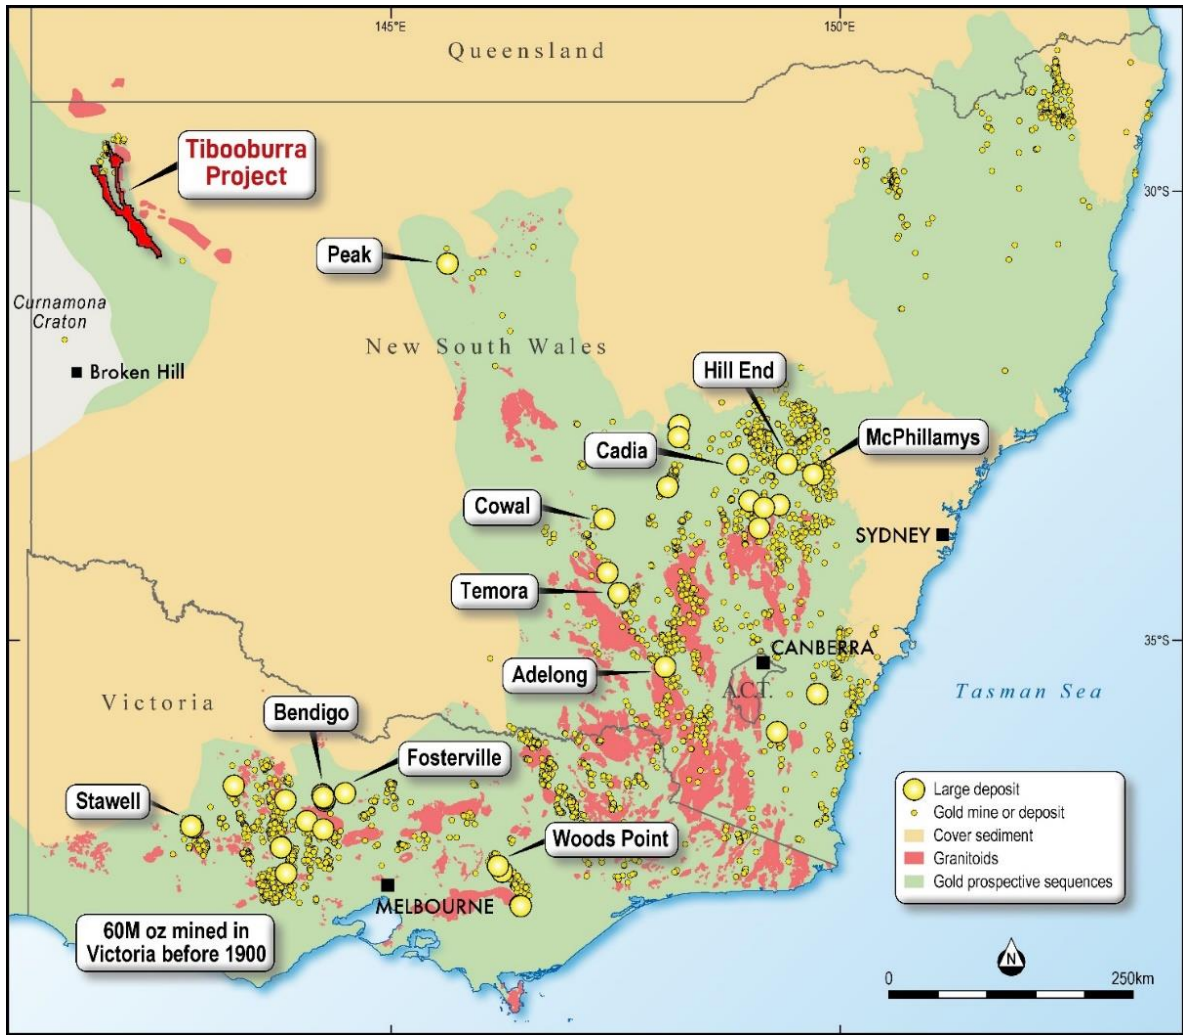 145°E
150°E
Queensland
Tibooburra
Project
30°S
Peak
Curnamona
Craton
New South Wales
Broken Hill
Hill End
McPhillamys
Cadia
Cowal
SYDNEY
Temora
35°S
CANBERRA
Adelong
A.C.T.
Tasman Sea
Victoria
Bendigo
Fosterville
Stawell
Woods Point
MELBOURNE
60M oz mined in
Victoria before 1900
Large deposit
Gold mine or deposit
Cover sediment
Granitoids
Gold prospective sequences
N
0
250km